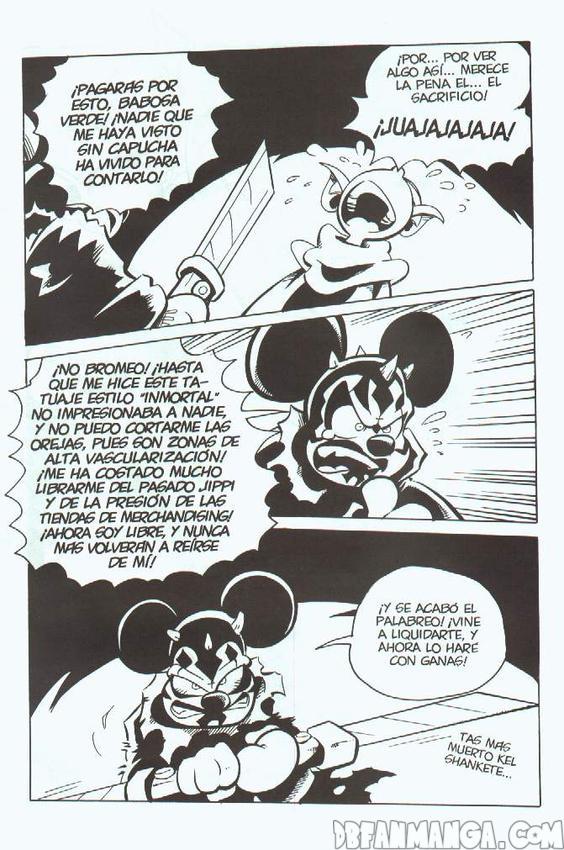 ¡PAGARÁS POR
ESTO, BABOSA
VERDE! ¡NADIE QUE
ME HAYA VISTO
SIN CAPUCHA
HA VIVIDO PARA
CONTARLO!
¡POR... POR VER
ALGO ASÍ... MERECE
LA PENA EL... EL
SACRIFICIO!
¡JUAJAJAJAJA!
¡NO BROMEO! ¡HASTA
QUE ME HICE ESTE TA-
TUAJE ESTILO "INMORTAL"
NO IMPRESIONABA A NADIE,
Y NO PUEDO CORTARME LAS
OREJAS, PUES SON ZONAS DE
ALTA VASCULARIZACIÓN!
¡ME HA COSTADO MUCHO
LIBRARME DEL PAGADO JIPPI
Y DE LA PRESIÓN DE LAS
TIENDAS DE MERCHANDISING!
¡AHORA SOY LIBRE, Y NUNCA
MÁS VOLVERÁN A REÍRSE
DE MÍ!
¡Y SE ACABÓ EL
PALABREO! ¡VINE
A LIQUIDARTE, Y
AHORA LO HARÉ
CON GANAS!
TAS MAS
MUERTO KEL
SHANKETE...
DBFANMANGA.COM